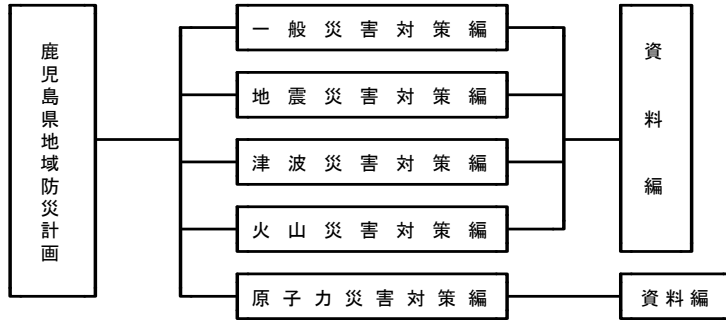 鹿児島県地域防災計画
一般災害対策編
地震災害対策編
津波災害対策編
火山災害対策編
原子力災害対策編
資料編
資料編